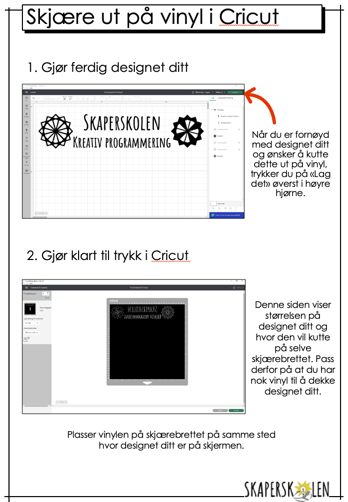 Skjære ut på vinyl i Cricut
1. Gjør ferdig designet ditt
SKAPERSKOLEN
KREATIV PROGRAMMERING
Når du er fornøyd
med designet ditt
og ønsker å kutte
dette ut på vinyl,
trykker du på «Lag
det» øverst i høyre
hjørne.
2. Gjør klart til trykk i Cricut
Denne siden viser
størrelsen på
designet ditt og
hvor den vil kutte
på selve
skjærebrettet. Pass
derfor på at du har
nok vinyl til å dekke
designet ditt.
Plasser vinylen på skjærebrettet på samme sted
hvor designet ditt er på skjermen.
SKAPERSKOLEN